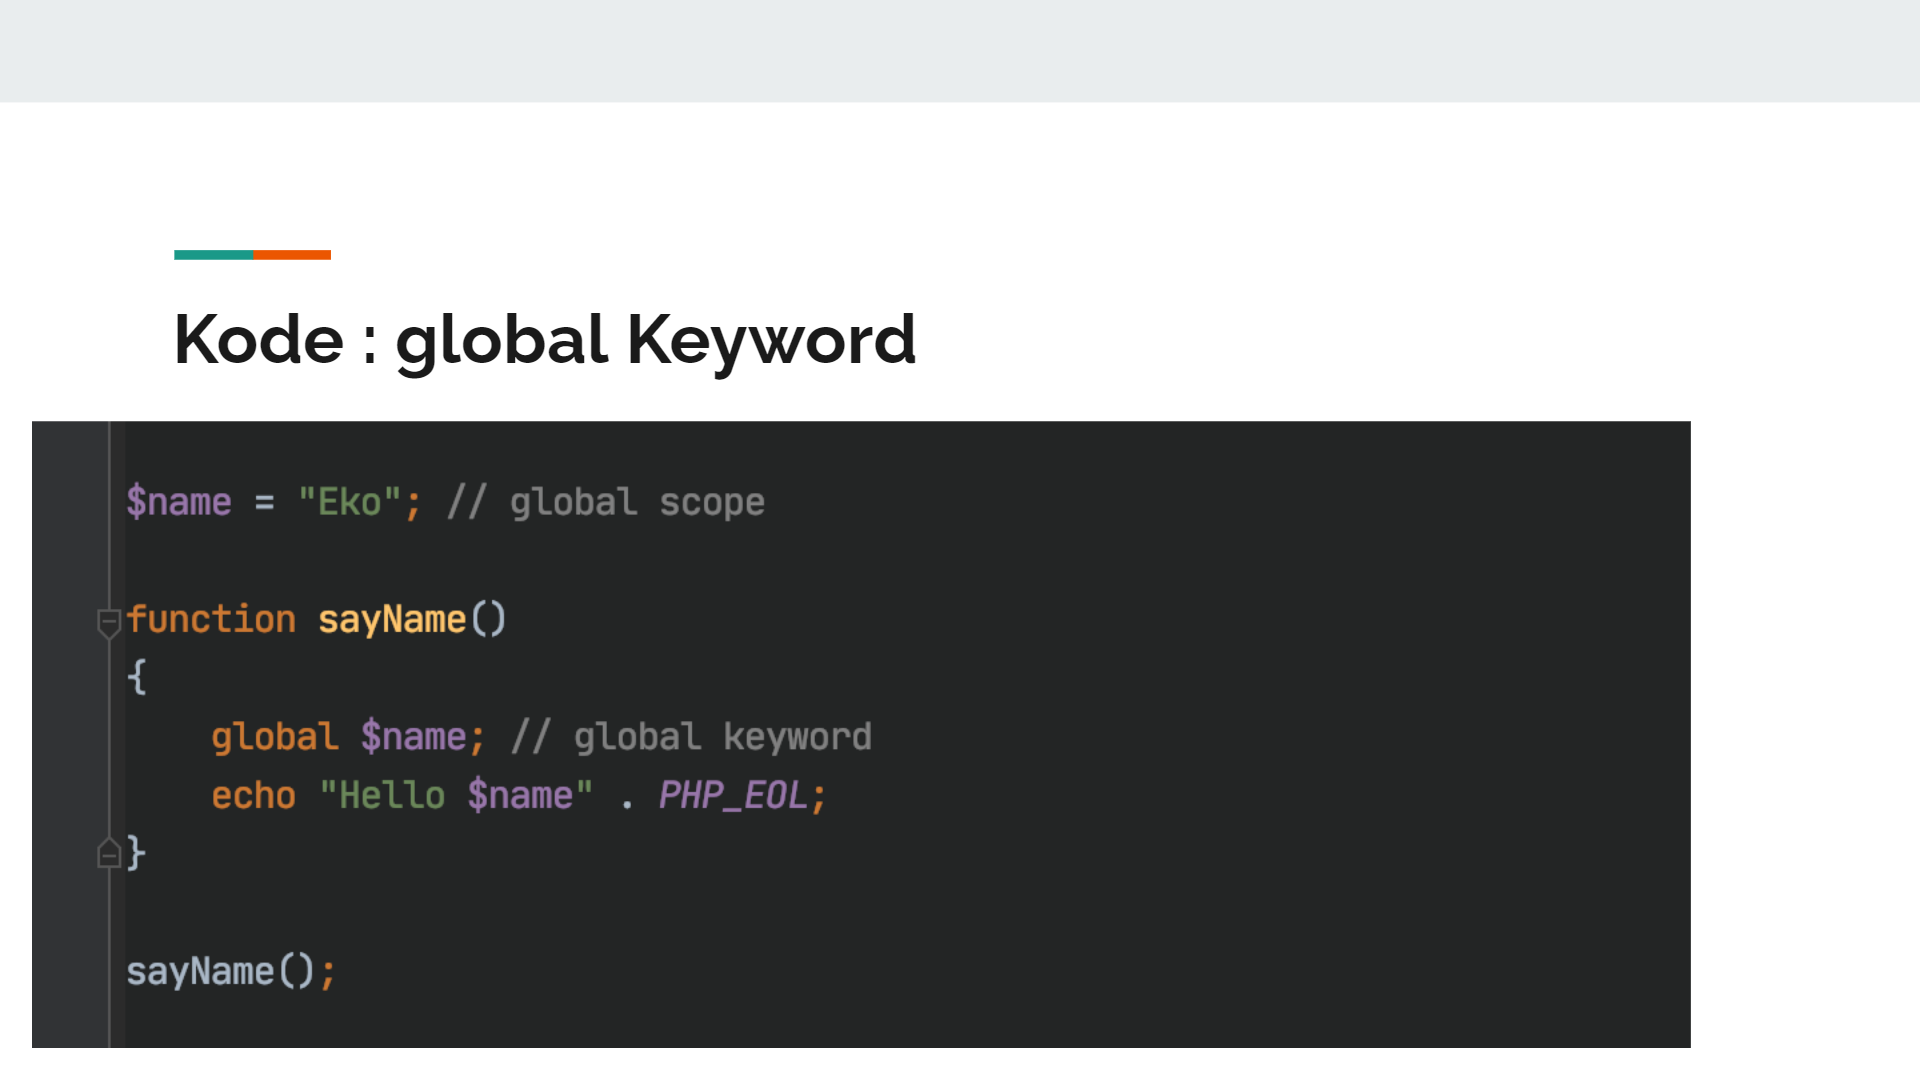 Kode : global Keyword
$name = "Eko"; // global scope
function sayName()
{
global $name; // global keyword
echo "Hello $name" . PHP_EOL;
}
sayName();